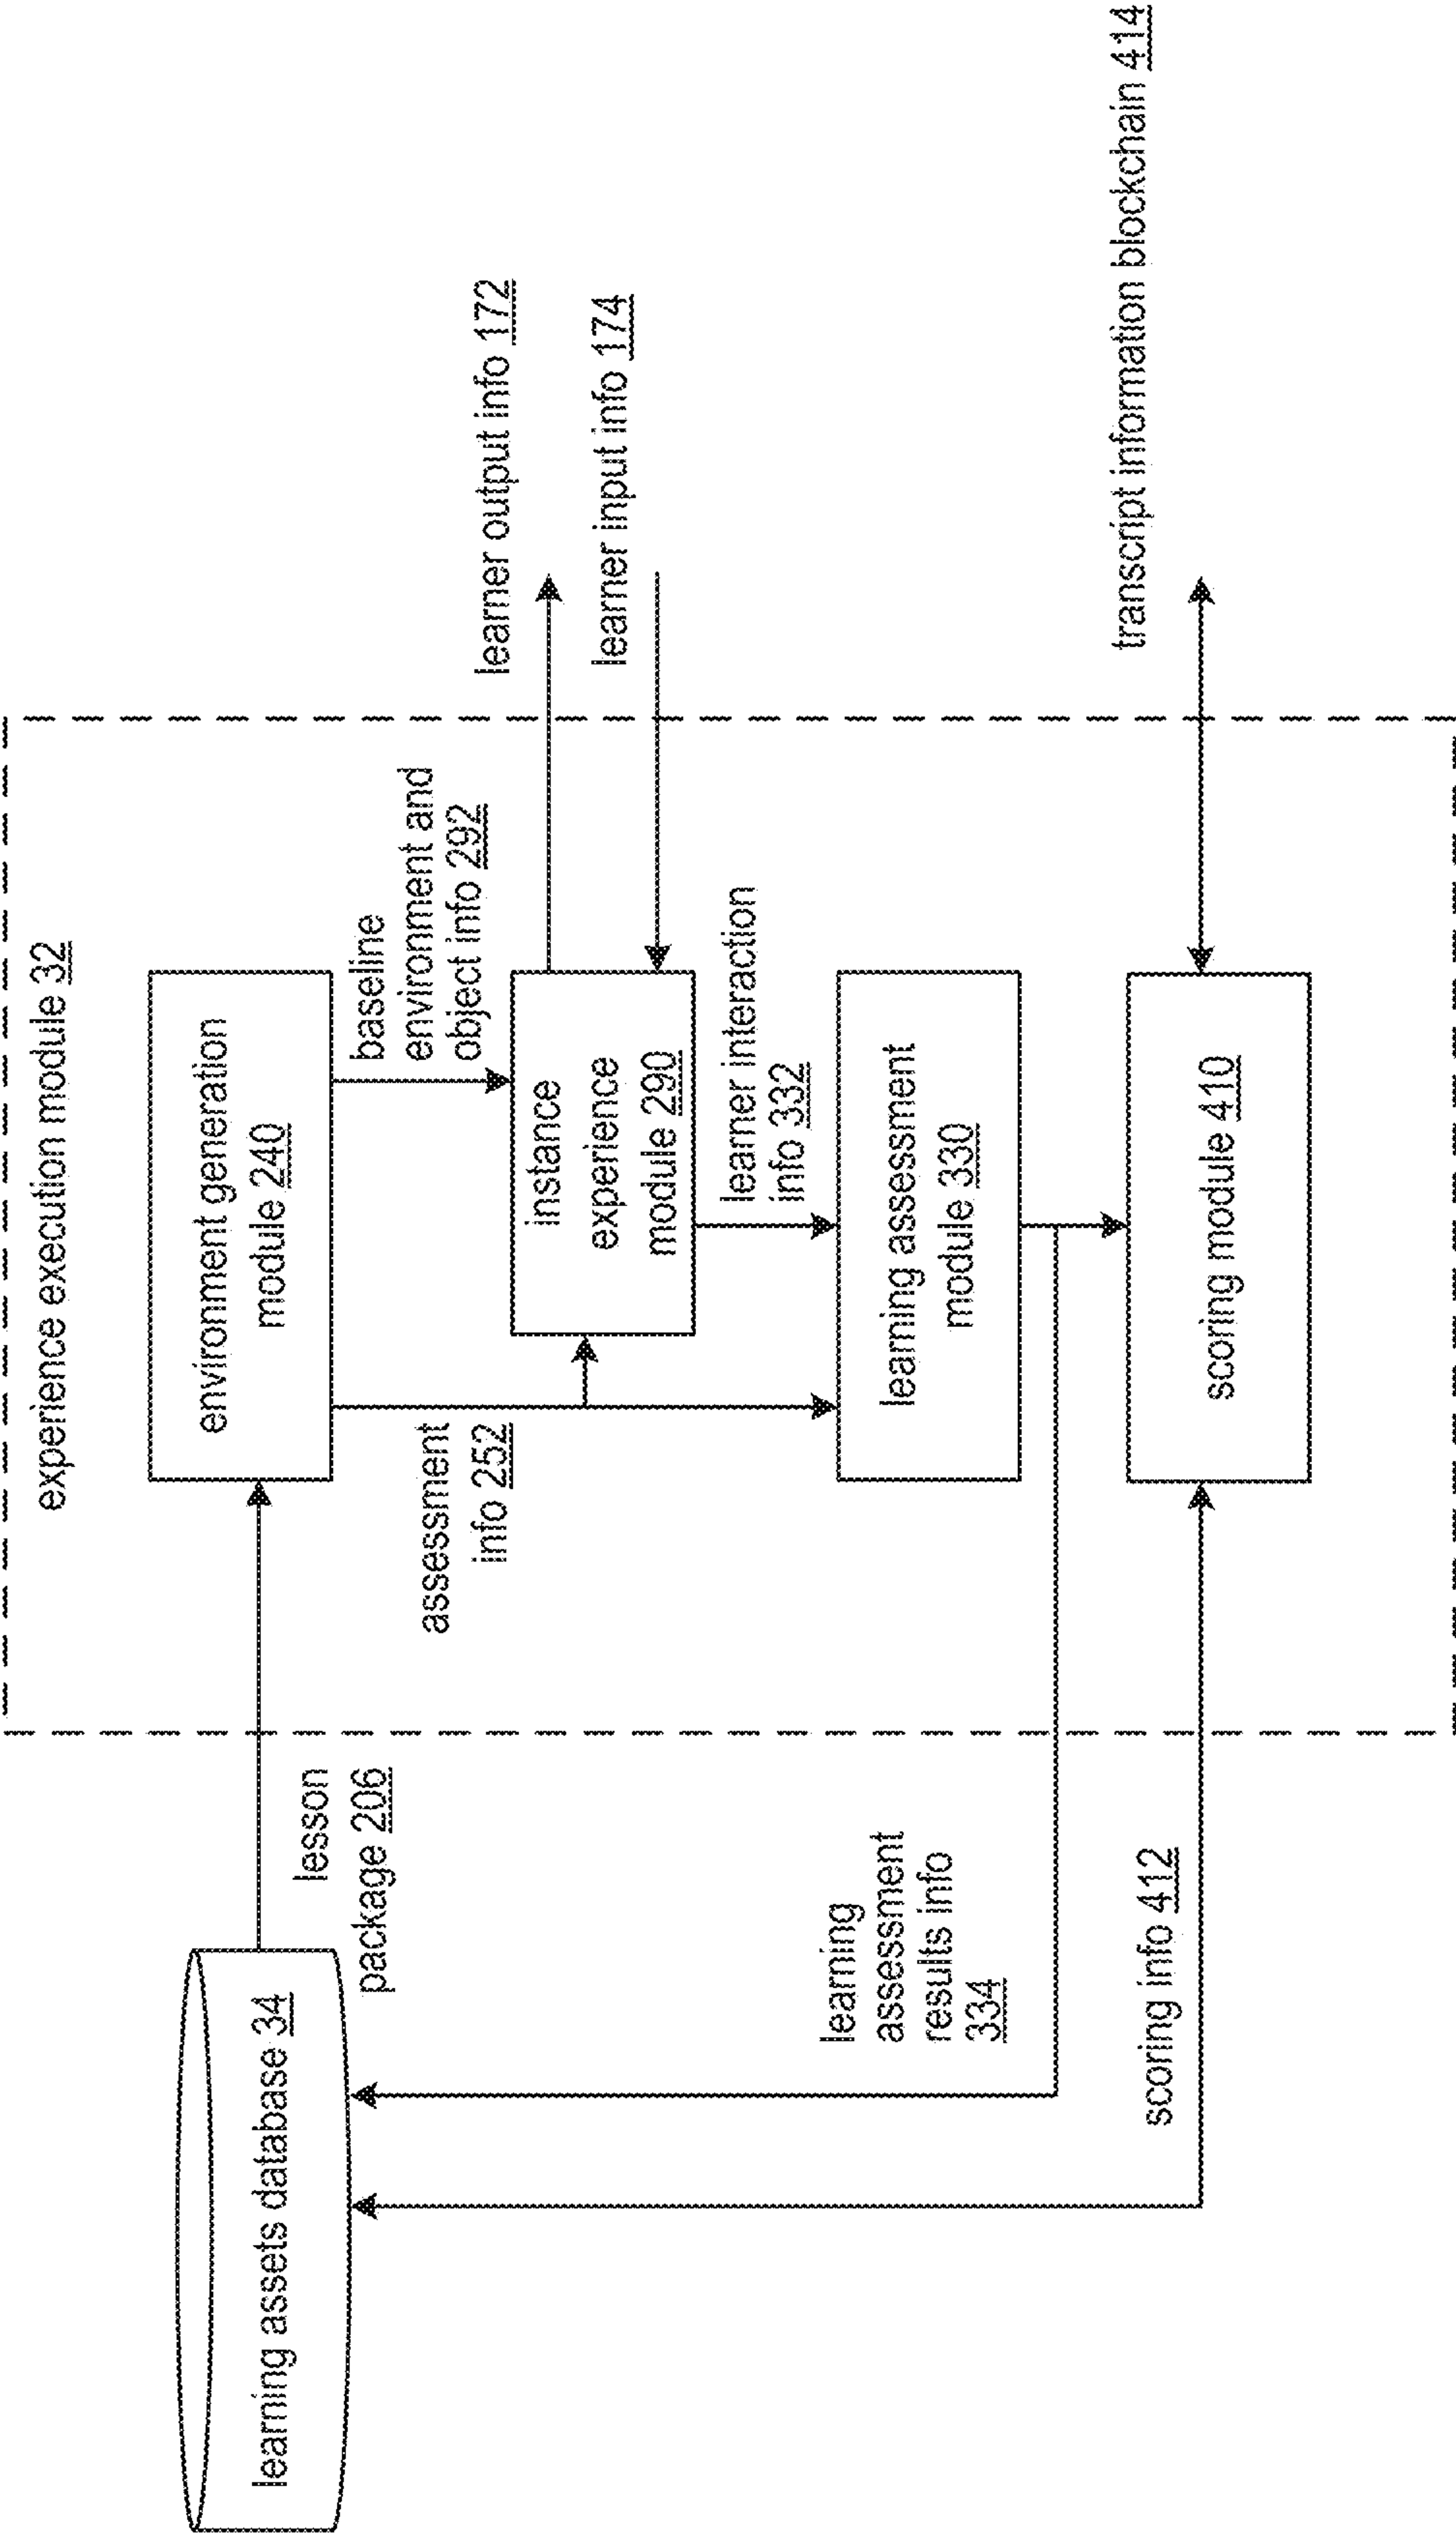 experience execution module 32
learning assets database 34
lesson
package 206
environment generation
module 240
assessment
info 252
baseline
environment and
object info 292
instance
experience
module 290
learner output info 172
learner input info 174
learner interaction
info 332
learning assessment
module 330
learning
assessment
results info
334
scoring info 412
scoring module 410
transcript information blockchain 414